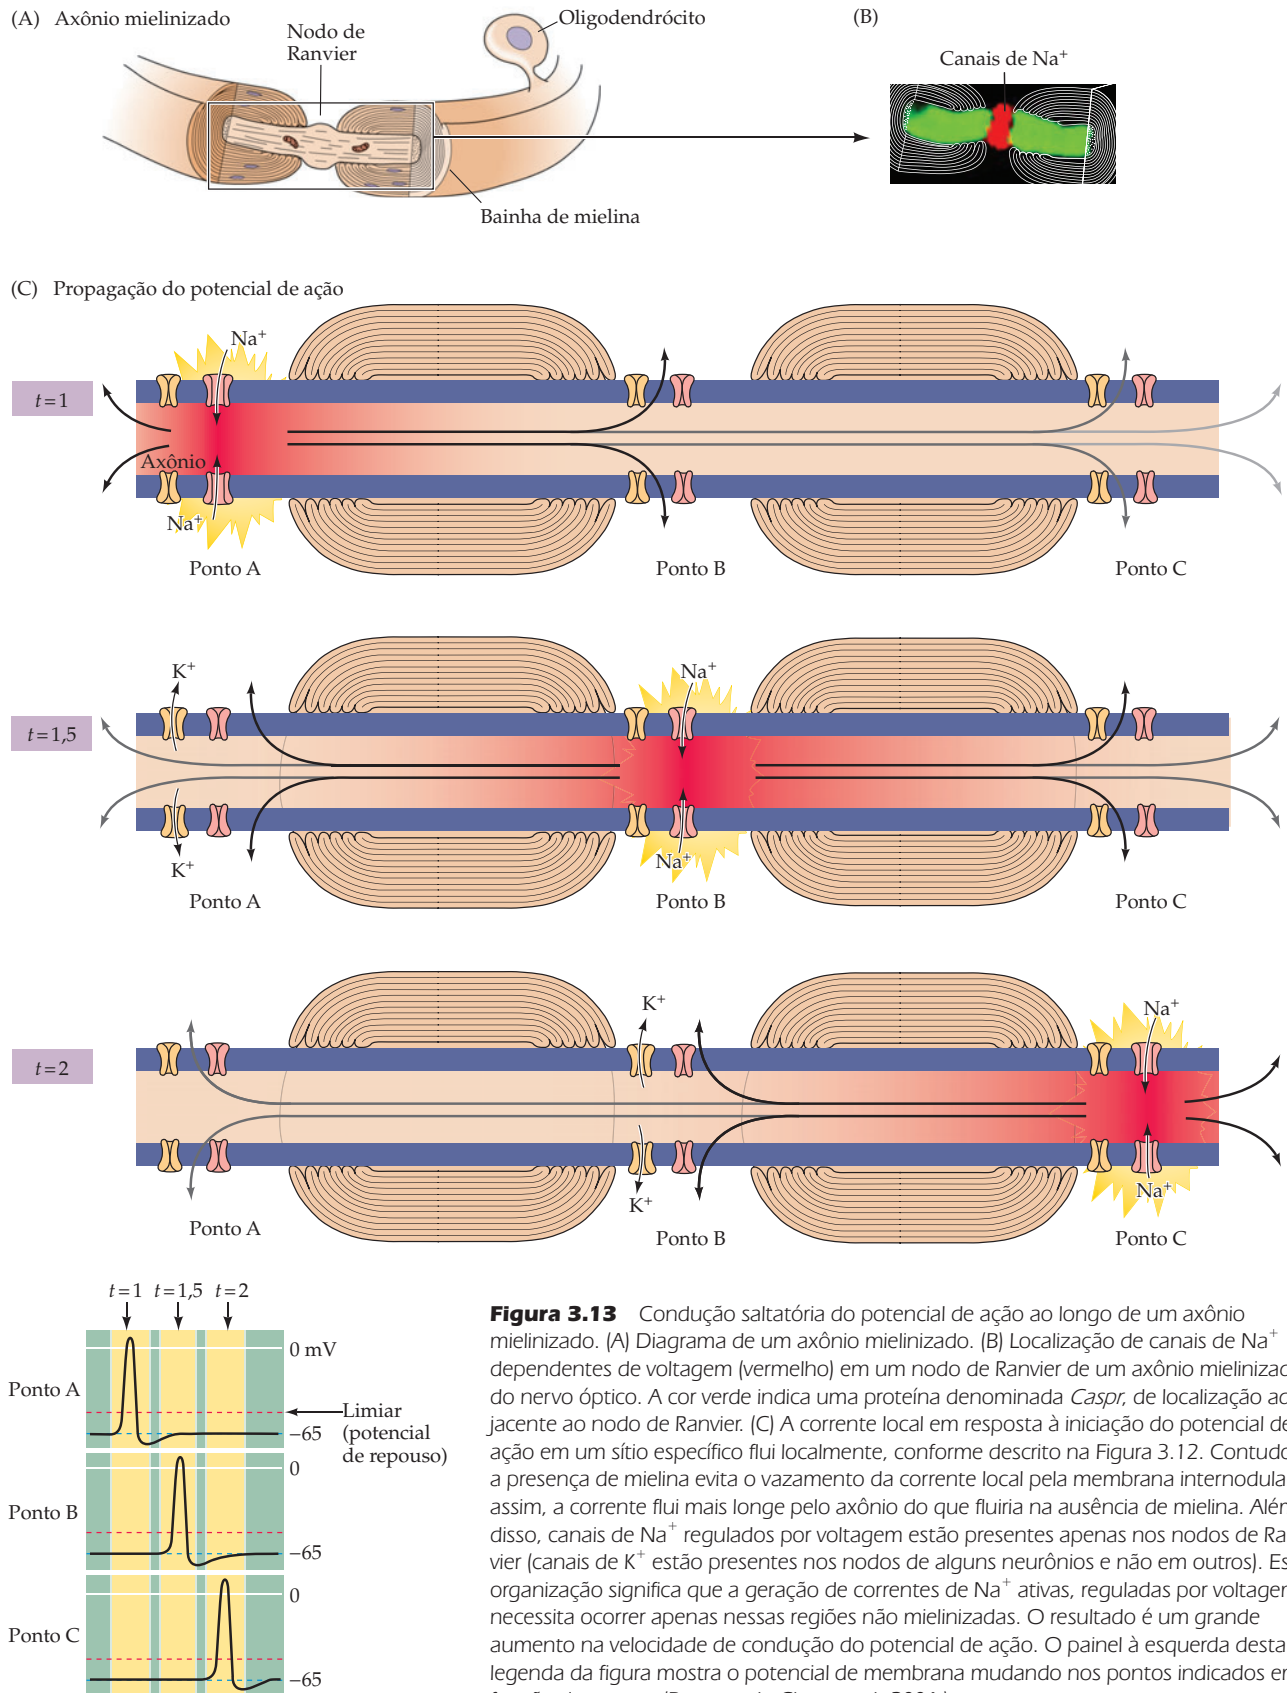 (A) Axônio mielinizado
Nodo de
Ranvier
Oligodendrócito
Bainha de mielina
(B)
Canais de Na⁺
(C) Propagação do potencial de ação
t = 1
Na⁺
Axônio
Na⁺
Ponto A
Ponto B
Ponto C
t = 1,5
K⁺
Na⁺
K⁺
Na⁺
Ponto A
Ponto B
Ponto C
t = 2
K⁺
Na⁺
K⁺
Na⁺
Ponto A
Ponto B
Ponto C
t = 1 t = 1,5 t = 2
Ponto A
0 mV
Limiar
(potencial
de repouso)
–65
Ponto B
0
–65
Ponto C
0
–65
Figura 3.13 Condução saltatória do potencial de ação ao longo de um axônio
mielinizado. (A) Diagrama de um axônio mielinizado. (B) Localização de canais de Na⁺
dependentes de voltagem (vermelho) em um nodo de Ranvier de um axônio mielinizad
do nervo óptico. A cor verde indica uma proteína denominada Caspr, de localização ad
jacente ao nodo de Ranvier. (C) A corrente local em resposta à iniciação do potencial de
ação em um sítio específico flui localmente, conforme descrito na Figura 3.12. Contudo
a presença de mielina evita o vazamento da corrente local pela membrana internodula
assim, a corrente flui mais longe pelo axônio do que fluiria na ausência de mielina. Alé
disso, canais de Na⁺ regulados por voltagem estão presentes apenas nos nodos de Ra
vier (canais de K⁺ estão presentes nos nodos de alguns neurônios e não em outros). Es
organização significa que a geração de correntes de Na⁺ ativas, reguladas por voltagem
necessita ocorrer apenas nessas regiões não mielinizadas. O resultado é um grande
aumento na velocidade de condução do potencial de ação. O painel à esquerda desta
legenda da figura mostra o potencial de membrana mudando nos pontos indicados e